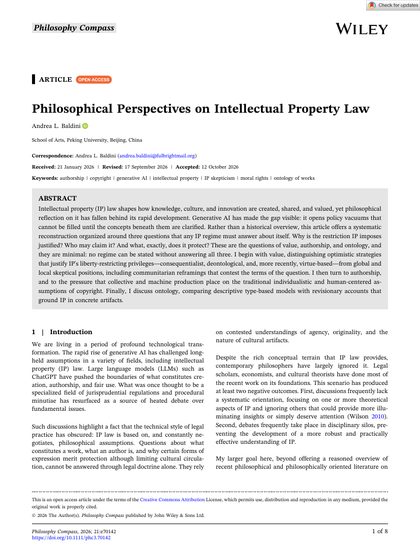 Check for updates
Philosophy Compass
WILEY
ARTICLE OPEN ACCESS
Philosophical Perspectives on Intellectual Property Law
Andrea L. Baldini
School of Arts, Peking University, Beijing, China
Correspondence: Andrea L. Baldini (andrea.baldini@fulbrightmail.org)
Received: 21 January 2026 | Revised: 17 September 2026 | Accepted: 12 October 2026
Keywords: authorship | copyright | generative AI | intellectual property | IP skepticism | moral rights | ontology of works
ABSTRACT
Intellectual property (IP) law shapes how knowledge, culture, and innovation are created, shared, and valued, yet philosophical
reflection on it has fallen behind its rapid development. Generative AI has made the gap visible: it opens policy vacuums that
cannot be filled until the concepts beneath them are clarified. Rather than a historical overview, this article offers a systematic
reconstruction organized around three questions that any IP regime must answer about itself. Why is the restriction IP imposes
justified? Who may claim it? And what, exactly, does it protect? These are the questions of value, authorship, and ontology, and
they are minimal: no regime can be stated without answering all three. I begin with value, distinguishing optimistic strategies
that justify IP's liberty-restricting privileges—consequentialist, deontological, and, more recently, virtue-based—from global and
local skeptical positions, including communitarian reframings that contest the terms of the question. I then turn to authorship,
and to the pressure that collective and machine production place on the traditional individualistic and human-centered as-
sumptions of copyright. Finally, I discuss ontology, comparing descriptive type-based models with revisionary accounts that
ground IP in concrete artifacts.
1 | Introduction
We are living in a period of profound technological trans-
formation. The rapid rise of generative AI has challenged long-
held assumptions in a variety of fields, including intellectual
property (IP) law. Large language models (LLMs) such as
ChatGPT have pushed the boundaries of what constitutes cre-
ation, authorship, and fair use. What was once thought to be a
specialized field of jurisprudential regulations and procedural
minutiae has resurfaced as a source of heated debate over
fundamental issues.
Such discussions highlight a fact that the technical style of legal
practice has obscured: IP law is based on, and constantly ne-
gotiates, philosophical assumptions. Questions about what
constitutes a work, what an author is, and why certain forms of
expression merit protection although limiting cultural circula-
tion, cannot be answered through legal doctrine alone. They rely
on contested understandings of agency, originality, and the
nature of cultural artifacts.
Despite the rich conceptual terrain that IP law provides,
contemporary philosophers have largely ignored it. Legal
scholars, economists, and cultural theorists have done most of
the recent work on its foundations. This scenario has produced
at least two negative outcomes. First, discussions frequently lack
a systematic orientation, focusing on one or more theoretical
aspects of IP and ignoring others that could provide more illu-
minating insights or simply deserve attention (Wilson 2010).
Second, debates frequently take place in disciplinary silos, pre-
venting the development of a more robust and practically
effective understanding of IP.
My larger goal here, beyond offering a reasoned overview of
recent philosophical and philosophically oriented literature on
This is an open access article under the terms of the Creative Commons Attribution License, which permits use, distribution and reproduction in any medium, provided the
original work is properly cited.
© 2026 The Author(s). Philosophy Compass published by John Wiley & Sons Ltd.
Philosophy Compass, 2026; 21:e70142
https://doi.org/10.1111/phc3.70142
1 of 8